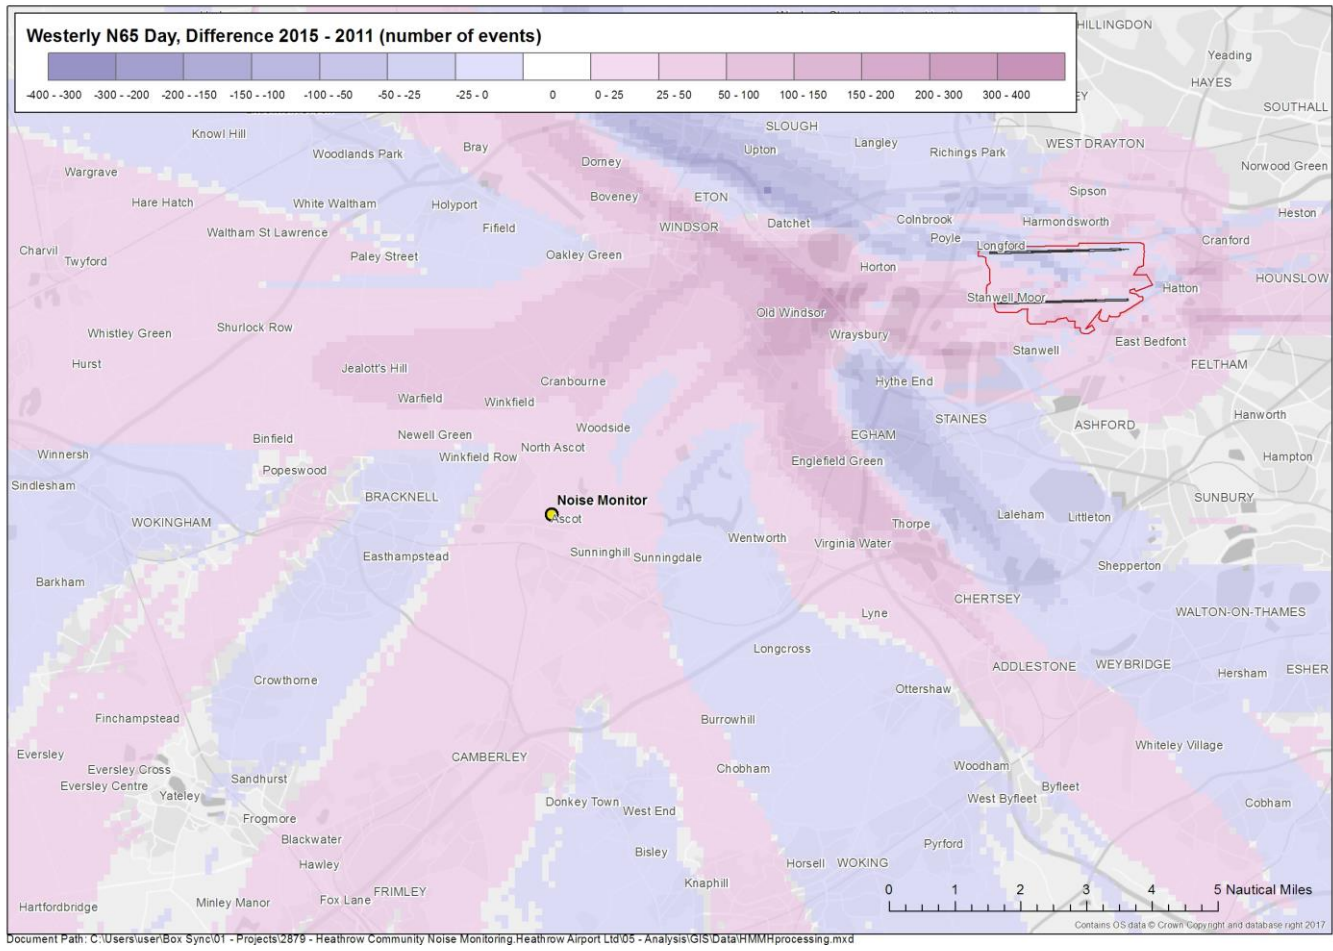 Westerly N65 Day, Difference 2015 - 2011 (number of events)
-400 - -300 -300 - -200 -200 - -150 -150 - -100 -100 - -50 -50 - -25 -25 - 0 0 0 - 25 25 - 50 50 - 100 100 - 150 150 - 200 200 - 300 300 - 400
HILLINGDON
Yeading
HAYES
SOUTHALL
Knowl Hill
Woodlands Park
Bray
SLOUGH
Upton
Langley
Richings Park
WEST DRAYTON
Norwood Green
Wargrave
Dorney
Boveney
ETON
Sipson
Hare Hatch
White Waltham
Holyport
Fifield
WINDSOR
Datchet
Colnbrook
Harmondsworth
Heston
Waltham St Lawrence
Poyle
Longford
Cranford
Charvil
Twyford
Paley Street
Oakley Green
Horton
HOUNSLOW
Stanwell Moor
Hatton
Old Windsor
Whistley Green
Shurlock Row
Wraysbury
Stanwell
East Bedfont
Hurst
Jealott's Hill
Cranbourne
Hythe End
FELTHAM
Warfield
Winkfield
STAINES
ASHFORD
Hanworth
Binfield
Newell Green
Woodside
EGHAM
Winnersh
Popeswood
Winkfield Row
North Ascot
Englefield Green
Hampton
Sindlesham
BRACKNELL
Noise Monitor
Ascot
SUNBURY
WOKINGHAM
Thorpe
Laleham
Littleton
Easthampstead
Sunninghill
Sunningdale
Wentworth
Virginia Water
Shepperton
Barkham
CHERTSEY
Lyne
WALTON-ON-THAMES
Longcross
ADDLESTONE
WEYBRIDGE
Hersham
ESHER
Crowthorne
Ottershaw
Finchampstead
Burrowhill
Whiteley Village
Eversley
CAMBERLEY
Chobham
Woodham
Eversley Cross
Eversley Centre
Sandhurst
Byfleet
Yateley
Donkey Town
West End
West Byfleet
Cobham
Frogmore
Blackwater
Hawley
Bisley
Pyrford
Horsell
WOKING
Knaphill
FRIMLEY
Fox Lane
Minley Manor
Hartfordbridge
0 1 2 3 4 5 Nautical Miles
Contains OS data © Crown Copyright and database right 2017
Document Path: C:\Users\user\Box Sync\01 - Projects\2879 - Heathrow Community Noise Monitoring.Heathrow Airport Ltd\05 - Analysis\GIS\Data\HMMHprocessing.mxd